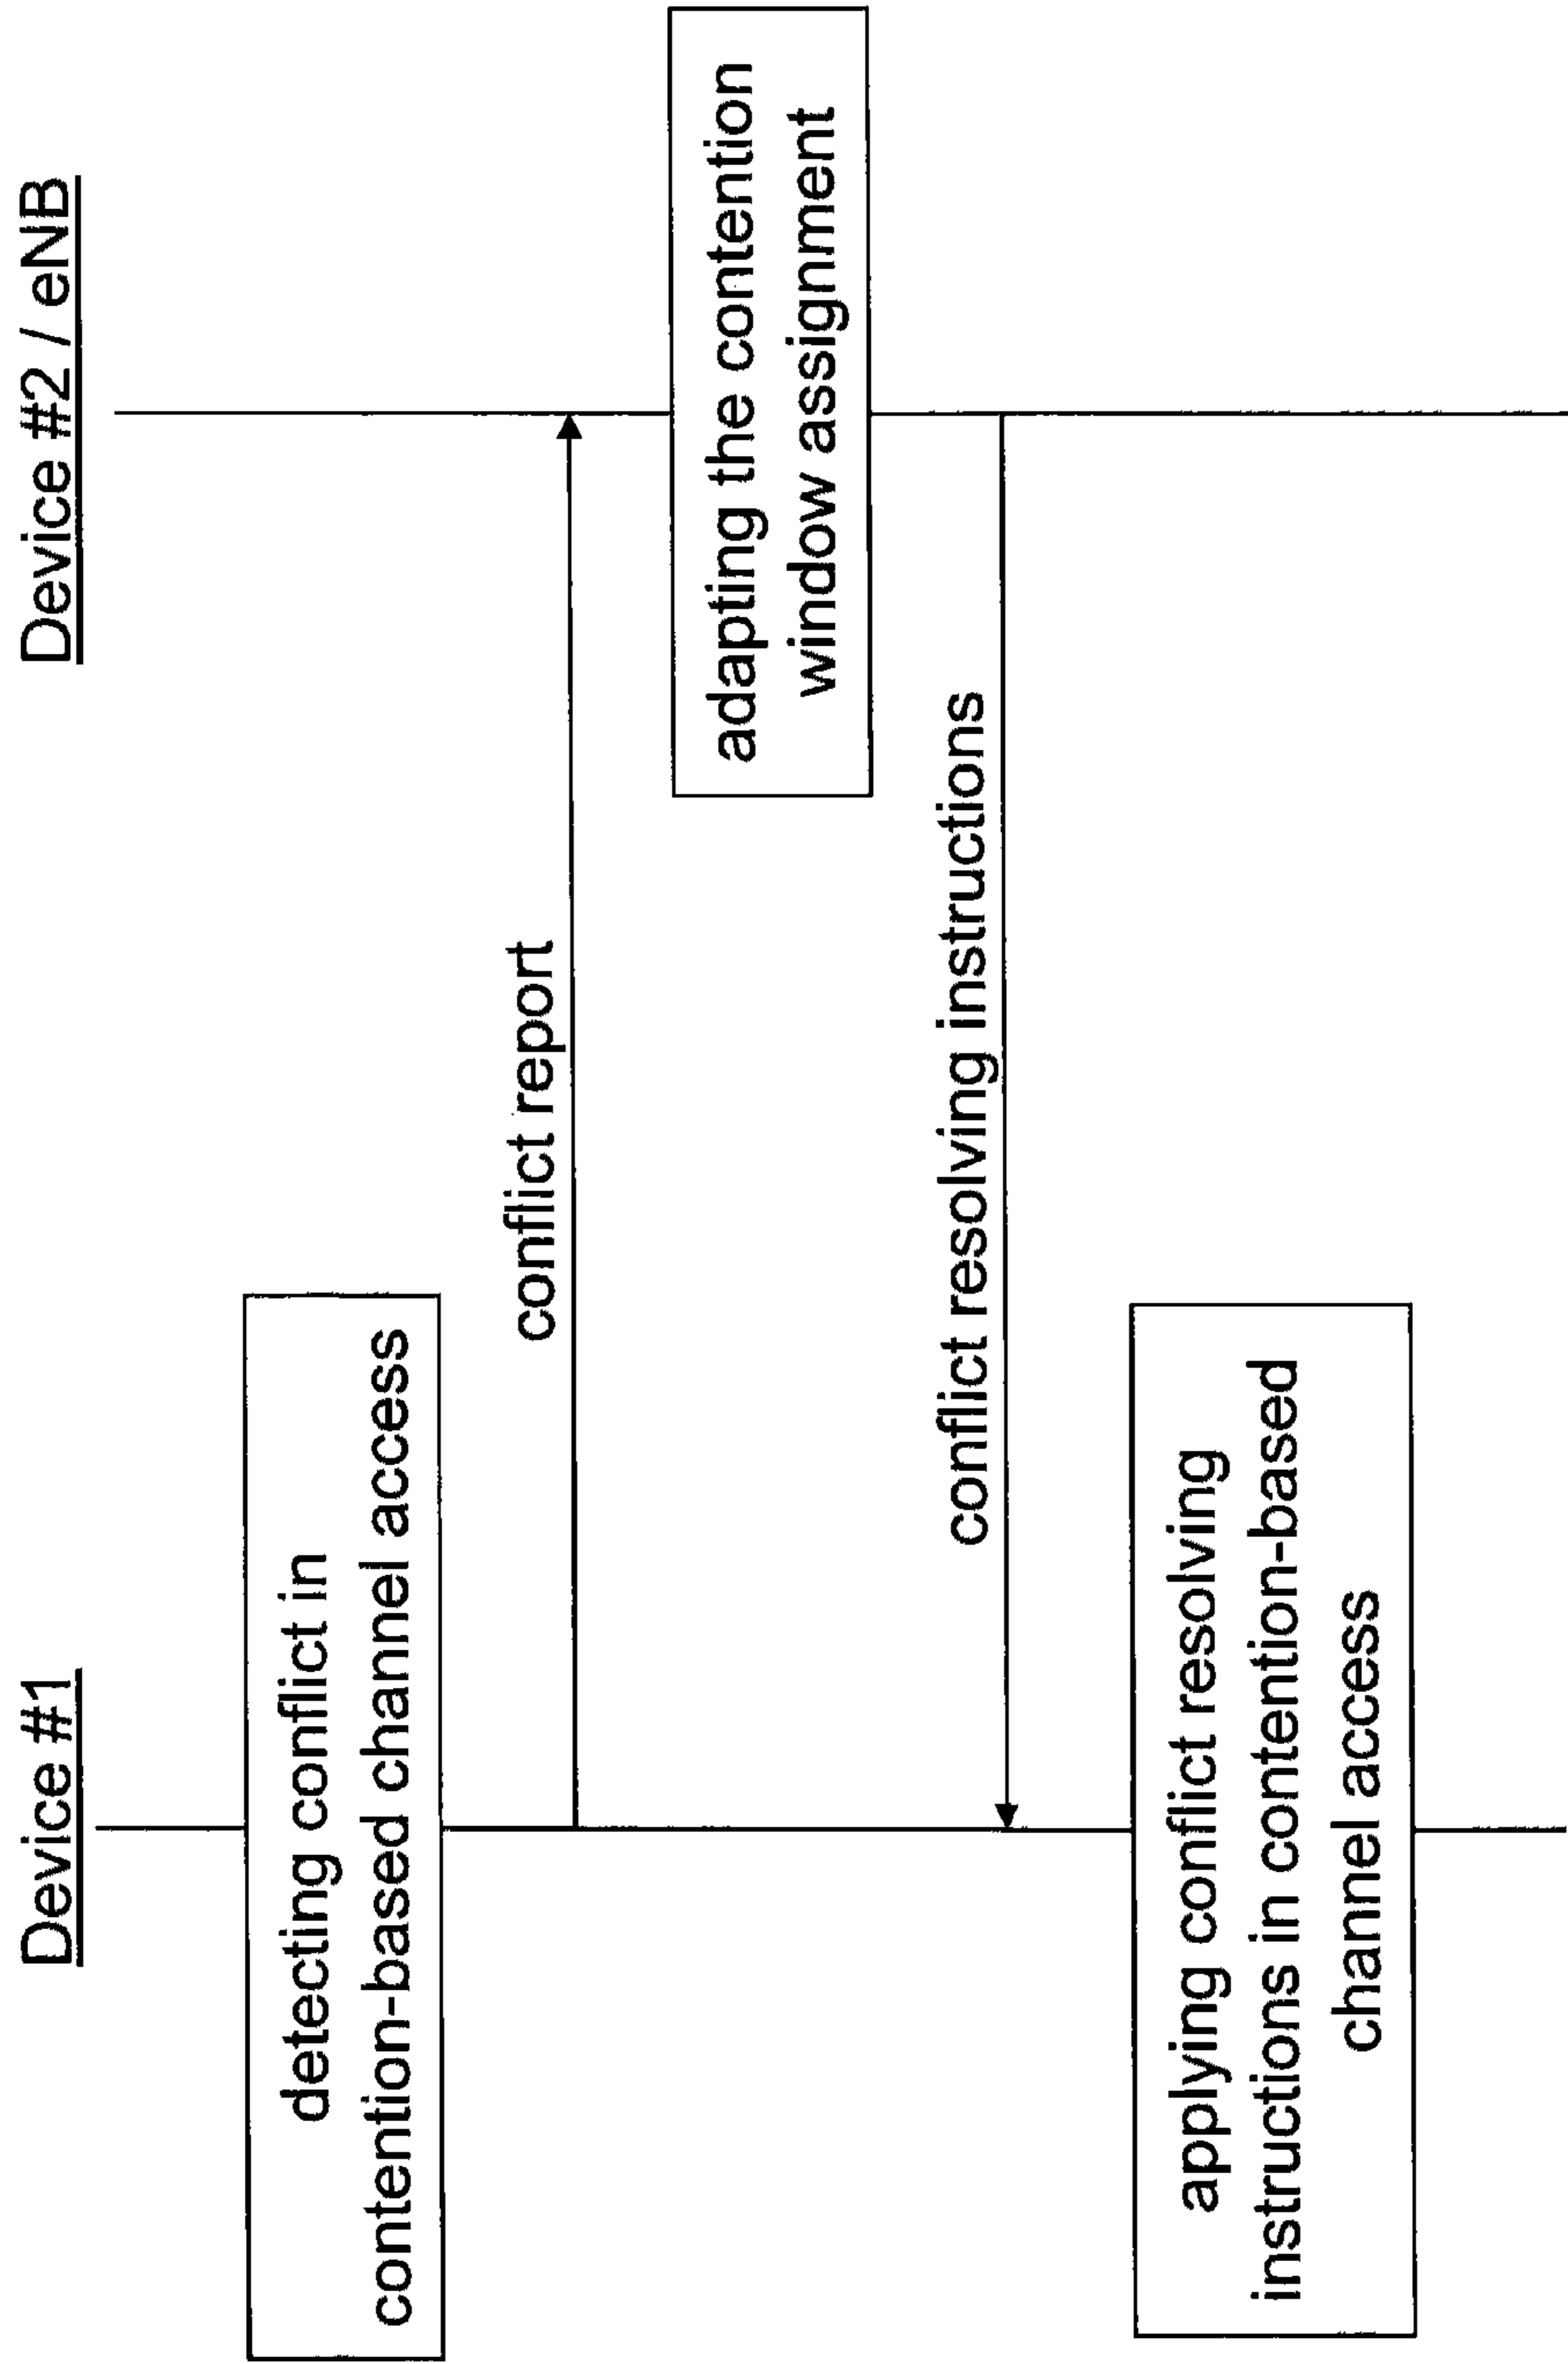 Device #1
Device #2 / eNB
detecting conflict in
contention-based channel access
conflict report
adapting the contention
window assignment
conflict resolving instructions
applying conflict resolving
instructions in contention-based
channel access